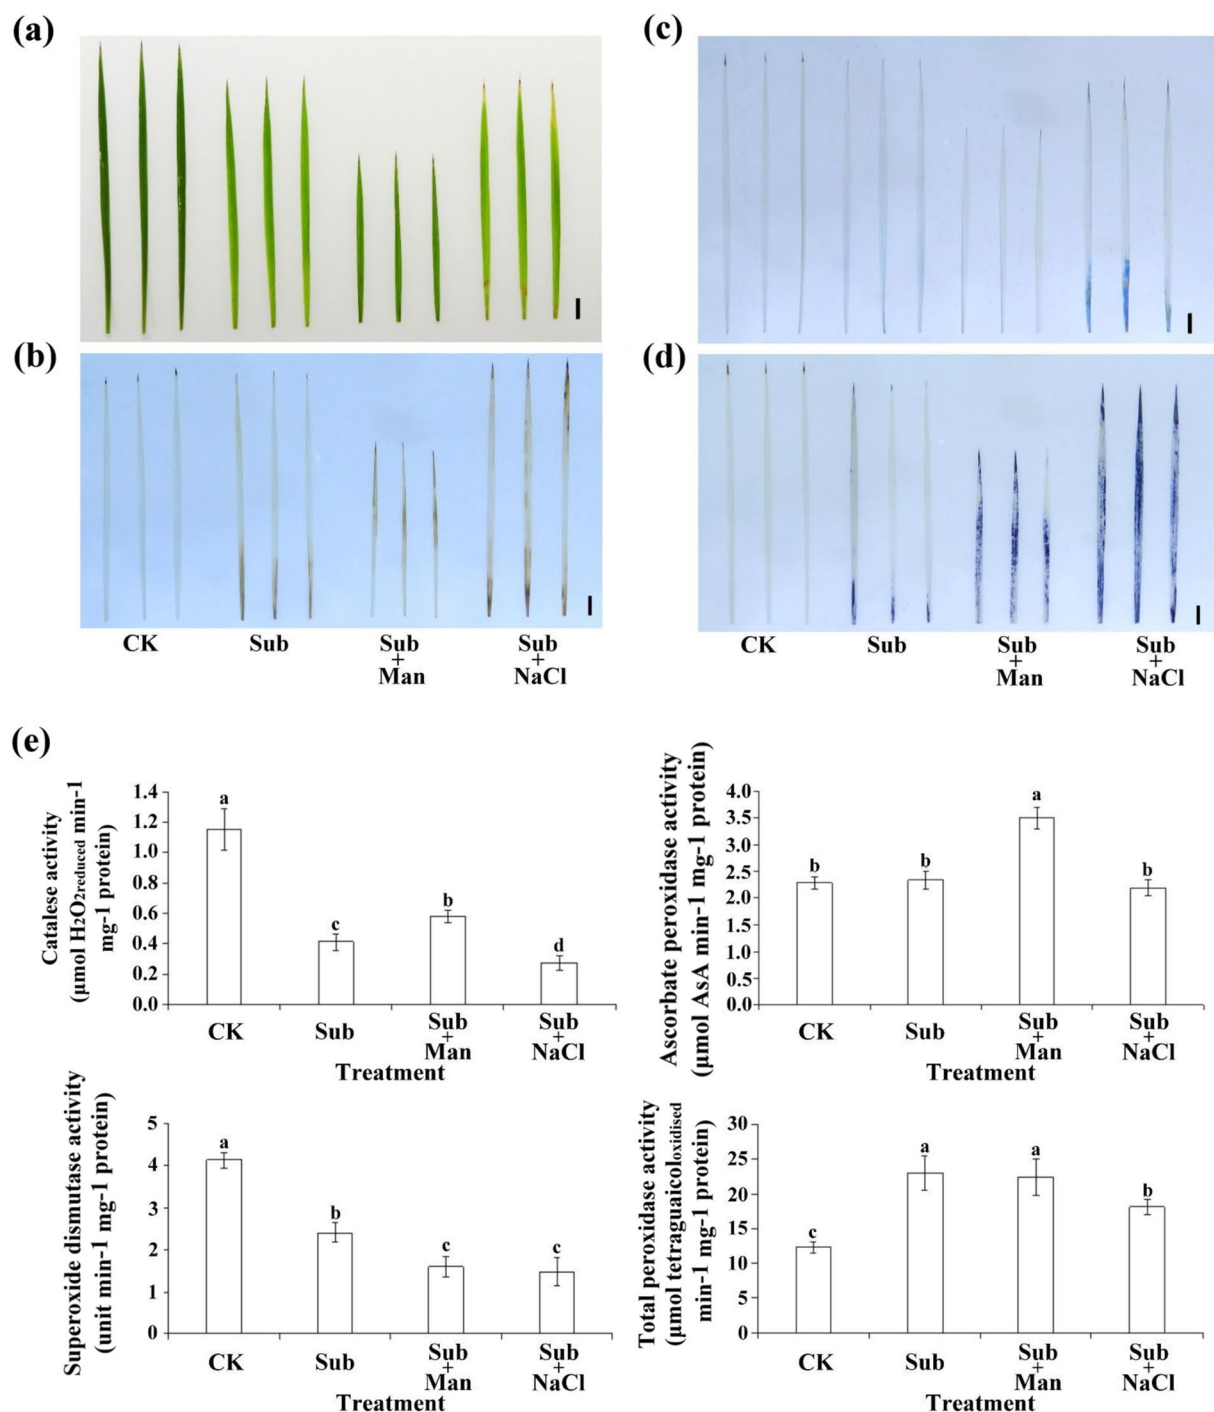 (a)
(c)
(b)
(d)
CK
Sub
Sub
+
Man
Sub
+
NaCl
CK
Sub
Sub
+
Man
Sub
+
NaCl
(e)
Catalese activity
(μmol H2O2reduced min-1
mg-1 protein)
1.4
1.2
1.0
0.8
0.6
0.4
0.2
0.0
a
c
b
d
CK
Sub
Sub
+
Man
Sub
+
NaCl
Treatment
Ascorbate peroxidase activity
(μmol AsA min-1 mg-1 protein)
4.0
3.5
3.0
2.5
2.0
1.5
1.0
0.5
0.0
b
b
a
b
CK
Sub
Sub
+
Man
Sub
+
NaCl
Treatment
Superoxide dismutase activity
(unit min-1 mg-1 protein)
5
4
3
2
1
0
a
b
c
c
CK
Sub
Sub
+
Man
Sub
+
NaCl
Treatment
Total peroxidase activity
(μmol tetraguaicoloxidised
min-1 mg-1 protein)
30
25
20
15
10
5
0
c
a
a
b
CK
Sub
Sub
+
Man
Sub
+
NaCl
Treatment